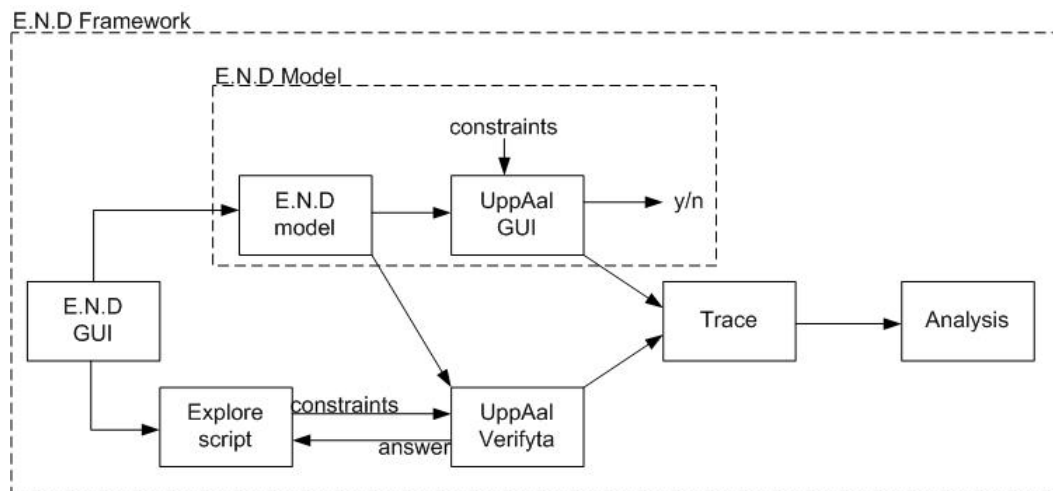 E.N.D Framework
E.N.D Model
constraints
E.N.D
model
UppAal
GUI
y/n
E.N.D
GUI
Trace
Analysis
Explore
script
constraints
answer
UppAal
Verifyta